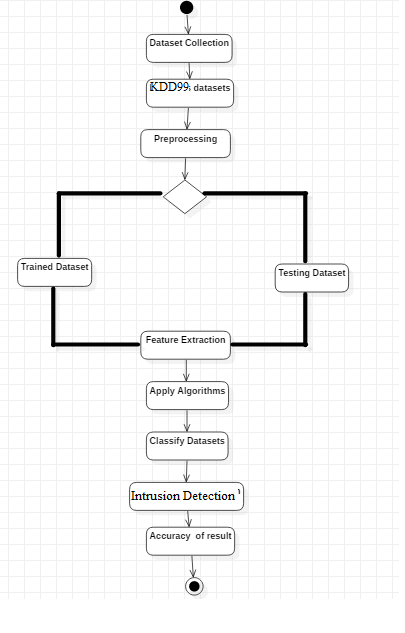 Dataset Collection
KDD99 datasets
Preprocessing
Trained Dataset
Testing Dataset
Feature Extraction
Apply Algorithms
Classify Datasets
Intrusion Detection
Accuracy of result